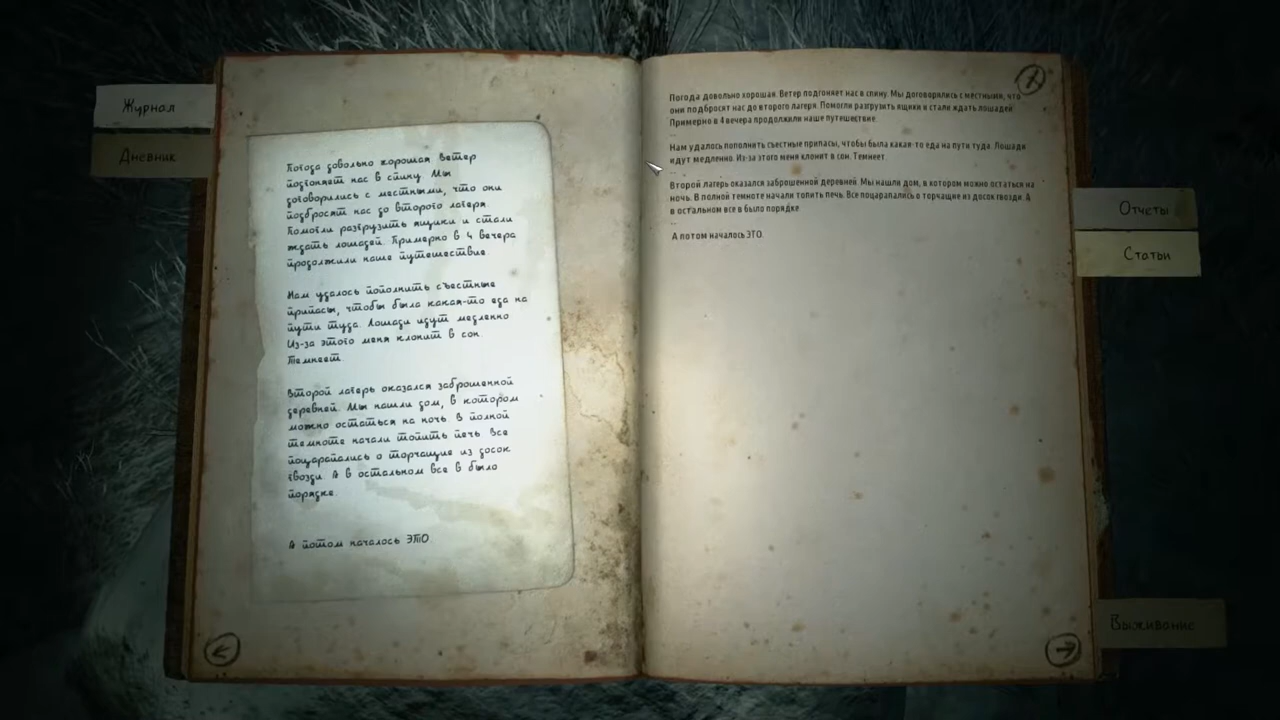 Журнал
Дневник
Погода довольно хорошая Ветер
подгоняет нас в спину. Мы
договорились с местными, что они
подбросят нас до второго лагеря.
Помогли разгрузить ящики и стали
ждать лошадей. Примерно в 4 вечера
продолжили наше путешествие.
Нам удалось пополнить съестные
припасы, чтобы была какая-то еда на
пути туда. Лошади идут медленно
Из-за этого меня клонит в сон.
Темнеет.
Второй лагерь оказался заброшенной
деревней. Мы нашли дом, в котором
можно остаться на ночь. В полной
темноте начали топить печь. Все
поцарапались о торчащие из досок
гвозди. А в остальном все в было
порядке.
А потом началось ЭТО
Погода довольно хорошая. Ветер подгоняет нас в спину. Мы договорились с местными, что
они подбросят нас до второго лагеря. Помогли разгрузить ящики и стали ждать лошадей.
Примерно в 4 вечера продолжили наше путешествие.
...
Нам удалось пополнить съестные припасы, чтобы была какая-то еда на пути туда. Лошади
идут медленно. Из-за этого меня клонит в сон. Темнеет.
...
Второй лагерь оказался заброшенной деревней. Мы нашли дом, в котором можно остаться на
ночь. В полной темноте начали топить печь. Все поцарапались о торчащие из досок гвозди. А
в остальном все в было порядке.
...
А потом началось ЭТО.
Отчеты
Статьи
Выживание